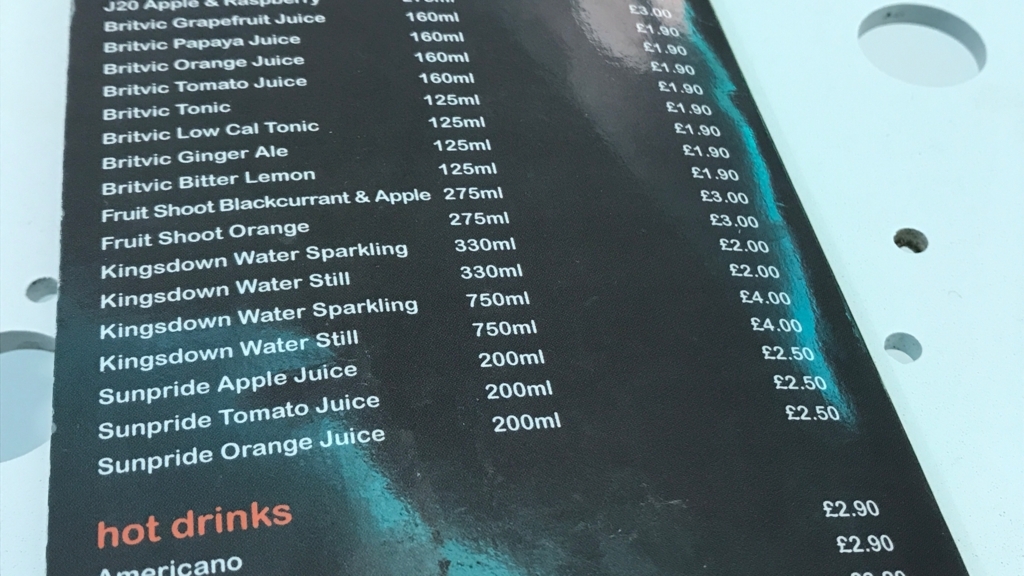 J20 Apple & Raspberry £3.00
Britvic Grapefruit Juice 160ml £1.90
Britvic Papaya Juice 160ml £1.90
Britvic Orange Juice 160ml £1.90
Britvic Tomato Juice 160ml £1.90
Britvic Tonic 125ml £1.90
Britvic Low Cal Tonic 125ml £1.90
Britvic Ginger Ale 125ml £1.90
Britvic Bitter Lemon 125ml £1.90
Fruit Shoot Blackcurrant & Apple 275ml £3.00
Fruit Shoot Orange 275ml £3.00
Kingsdown Water Sparkling 330ml £2.00
Kingsdown Water Still 330ml £2.00
Kingsdown Water Sparkling 750ml £4.00
Kingsdown Water Still 750ml £4.00
Sunpride Apple Juice 200ml £2.50
Sunpride Tomato Juice 200ml £2.50
Sunpride Orange Juice 200ml £2.50
hot drinks
Americano £2.90
£2.90